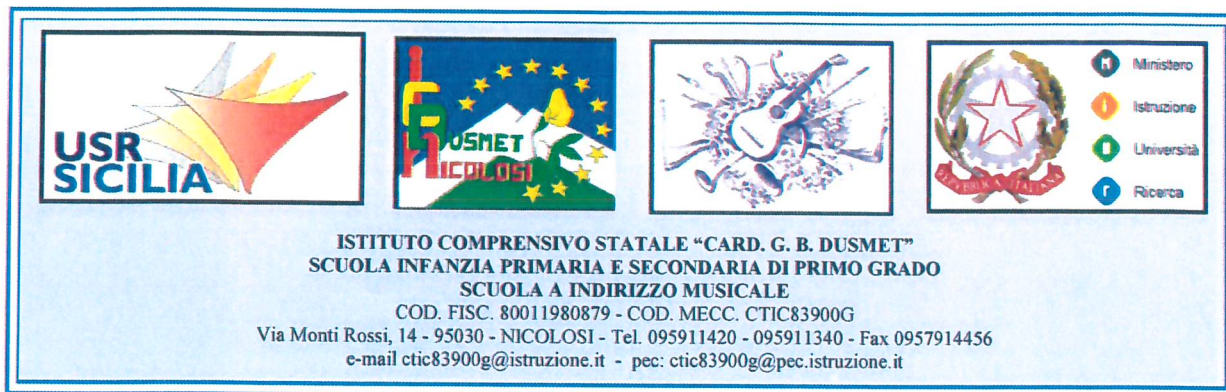 USR
SICILIA
DUSMET
NICOLOSI
REPUBBLICA ITALIANA
Ministero
Istruzione
Università
Ricerca
ISTITUTO COMPRENSIVO STATALE “CARD. G. B. DUSMET”
SCUOLA INFANZIA PRIMARIA E SECONDARIA DI PRIMO GRADO
SCUOLA A INDIRIZZO MUSICALE
COD. FISC. 80011980879 - COD. MECC. CTIC83900G
Via Monti Rossi, 14 - 95030 - NICOLOSI - Tel. 095911420 - 095911340 - Fax 0957914456
e-mail ctic83900g@istruzione.it - pec: ctic83900g@pec.istruzione.it